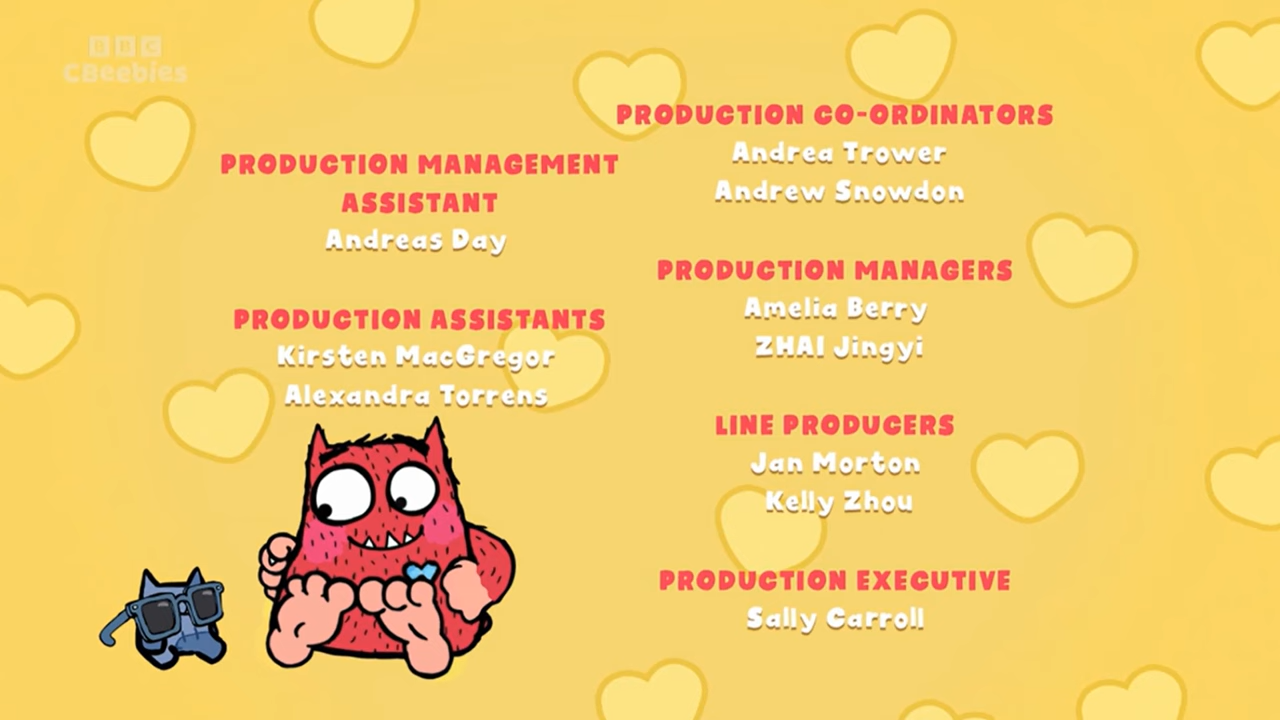 BBC
CBeebies
PRODUCTION MANAGEMENT
ASSISTANT
Andreas Day
PRODUCTION ASSISTANTS
Kirsten MacGregor
Alexandra Torrens
PRODUCTION CO-ORDINATORS
Andrea Trower
Andrew Snowdon
PRODUCTION MANAGERS
Amelia Berry
ZHAI Jingyi
LINE PRODUCERS
Jan Morton
Kelly Zhou
PRODUCTION EXECUTIVE
Sally Carroll